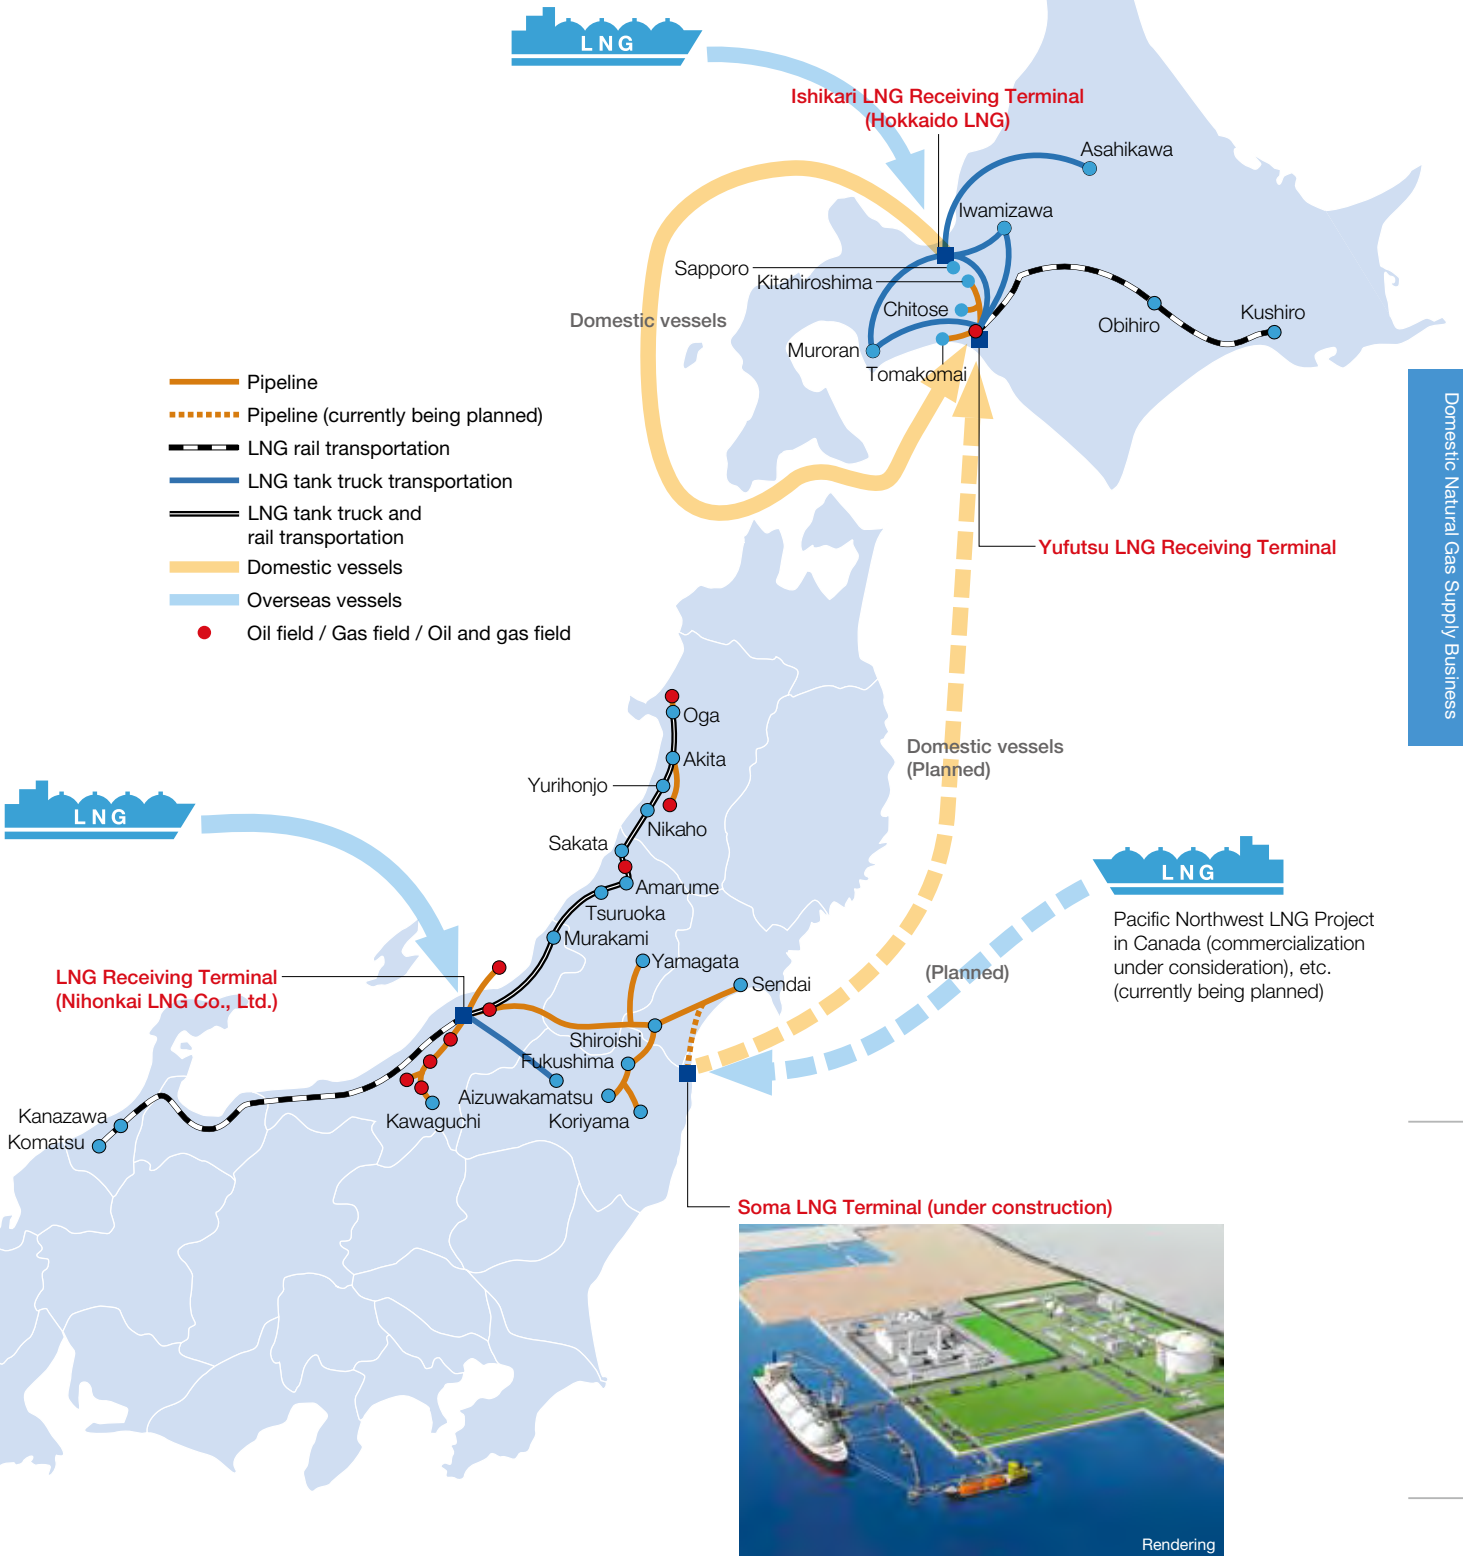 LNG
Ishikari LNG Receiving Terminal
(Hokkaido LNG)
Asahikawa
Iwamizawa
Sapporo
Kitahiroshima
Chitose
Domestic vessels
Muroran
Tomakomai
Obihiro
Kushiro
Pipeline
Pipeline (currently being planned)
LNG rail transportation
LNG tank truck transportation
LNG tank truck and
rail transportation
Domestic vessels
Overseas vessels
Oil field / Gas field / Oil and gas field
Domestic Natural Gas Supply Business
Yufutsu LNG Receiving Terminal
Oga
Akita
Yurihonjo
Nikaho
Sakata
Amarume
Tsuruoka
Murakami
Domestic vessels
(Planned)
LNG
LNG
Pacific Northwest LNG Project
in Canada (commercialization
under consideration), etc.
(currently being planned)
(Planned)
LNG Receiving Terminal
(Nihonkai LNG Co., Ltd.)
Yamagata
Sendai
Shiroishi
Fukushima
Aizuwakamatsu
Koriyama
Kawaguchi
Kanazawa
Komatsu
Soma LNG Terminal (under construction)
Rendering